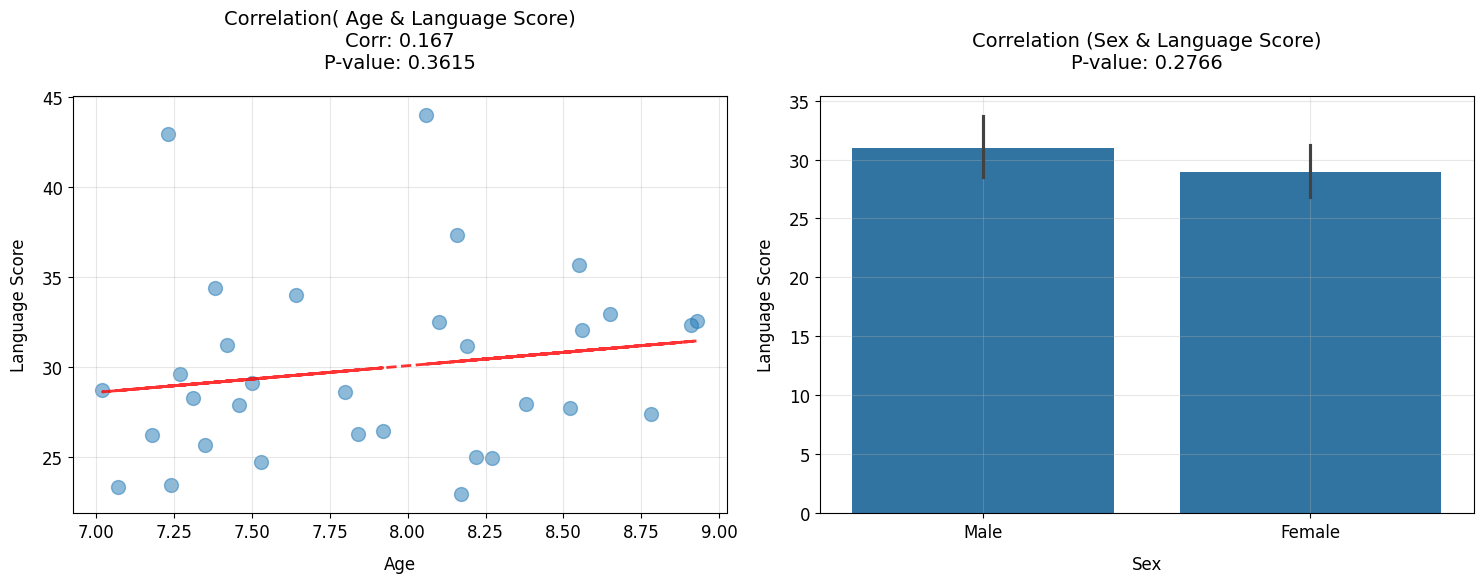 Correlation( Age & Language Score)
Corr: 0.167
P-value: 0.3615
45
40
35
30
25
Language Score
7.00 7.25 7.50 7.75 8.00 8.25 8.50 8.75 9.00
Age
Correlation (Sex & Language Score)
P-value: 0.2766
35
30
25
20
15
10
5
0
Language Score
Male Female
Sex